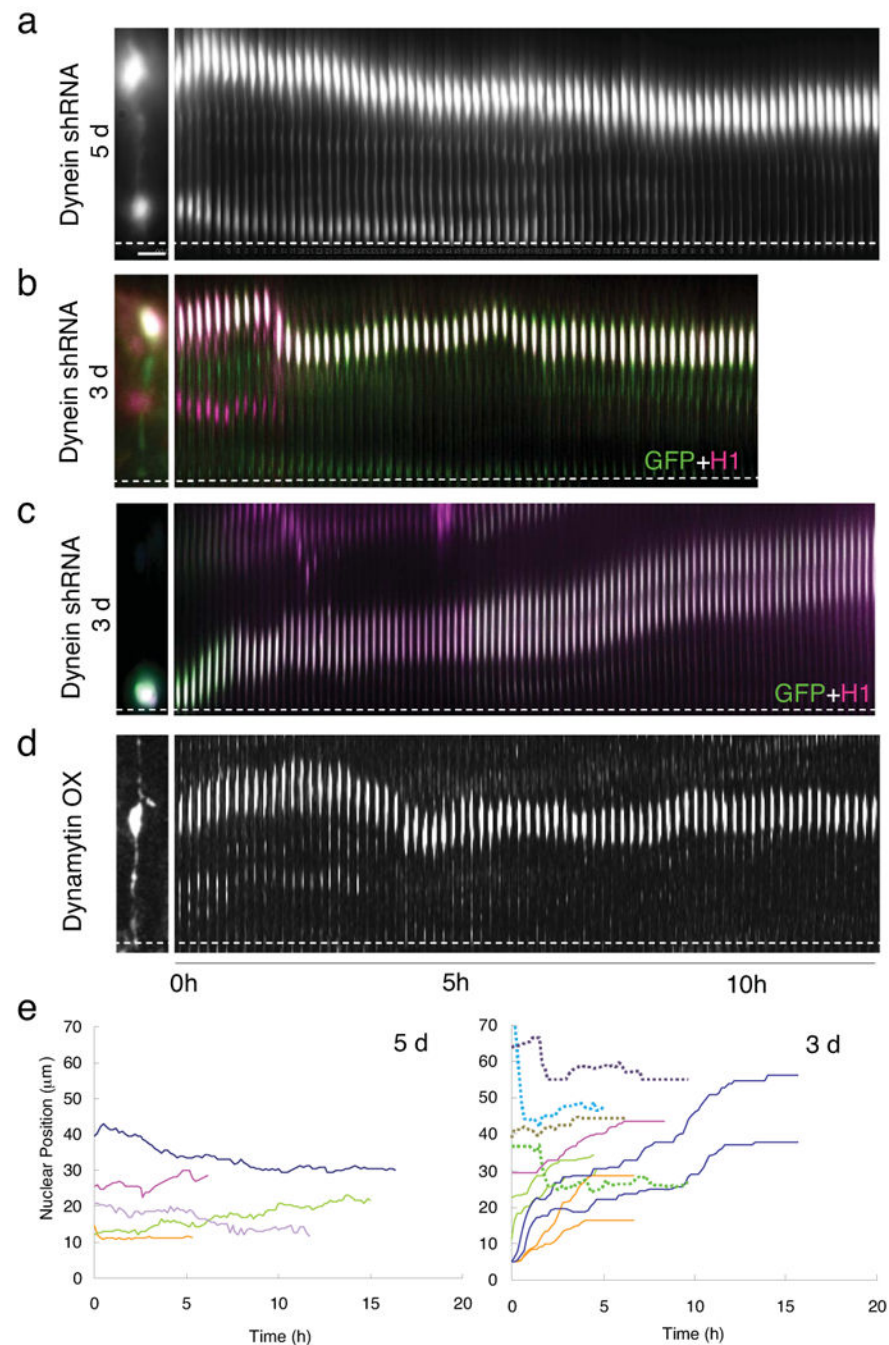 a
Dynein shRNA
5 d
b
Dynein shRNA
3 d
GFP+H1
c
Dynein shRNA
3 d
GFP+H1
d
Dynamytin OX
0h 5h 10h
e
5 d
3 d
70
60
50
40
30
20
10
0
Nuclear Position (μm)
0 5 10 15 20
Time (h)
70
60
50
40
30
20
10
0
0 5 10 15 20
Time (h)